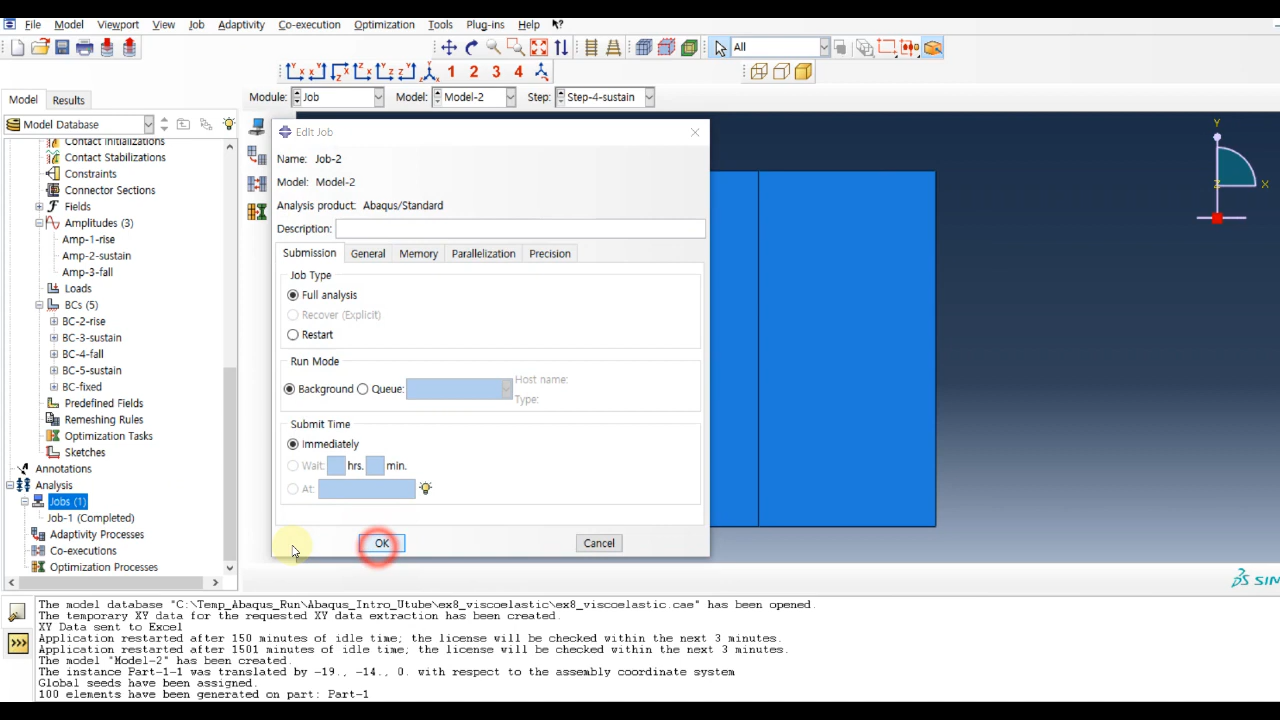 File Model Viewport View Job Adaptivity Co-execution Optimization Tools Plug-ins Help
All
1 2 3 4
Model Results
Module: Job Model: Model-2 Step: Step-4-sustain
Model Database
Contact Initializations
Contact Stabilizations
Constraints
Connector Sections
Fields
Amplitudes (3)
Amp-1-rise
Amp-2-sustain
Amp-3-fall
Loads
BCs (5)
BC-2-rise
BC-3-sustain
BC-4-fall
BC-5-sustain
BC-fixed
Predefined Fields
Remeshing Rules
Optimization Tasks
Sketches
Annotations
Analysis
Jobs (1)
Job-1 (Completed)
Adaptivity Processes
Co-executions
Optimization Processes
Edit Job
Name: Job-2
Model: Model-2
Analysis product: Abaqus/Standard
Description:
Submission General Memory Parallelization Precision
Job Type
Full analysis
Recover (Explicit)
Restart
Run Mode
Background Queue: Host name:
Type:
Submit Time
Immediately
Wait: hrs. min.
At:
OK Cancel
Y
Z X
SIM
The model database "C:\Temp_Abaqus_Run\Abaqus_Intro_Utube\ex8_viscoelastic\ex8_viscoelastic.cae" has been opened.
The temporary XY data for the requested XY data extraction has been created.
XY Data sent to Excel
Application restarted after 150 minutes of idle time; the license will be checked within the next 3 minutes.
Application restarted after 1501 minutes of idle time; the license will be checked within the next 3 minutes.
The model "Model-2" has been created.
The instance Part-1-1 was translated by -19., -14., 0. with respect to the assembly coordinate system
Global seeds have been assigned.
100 elements have been generated on part: Part-1